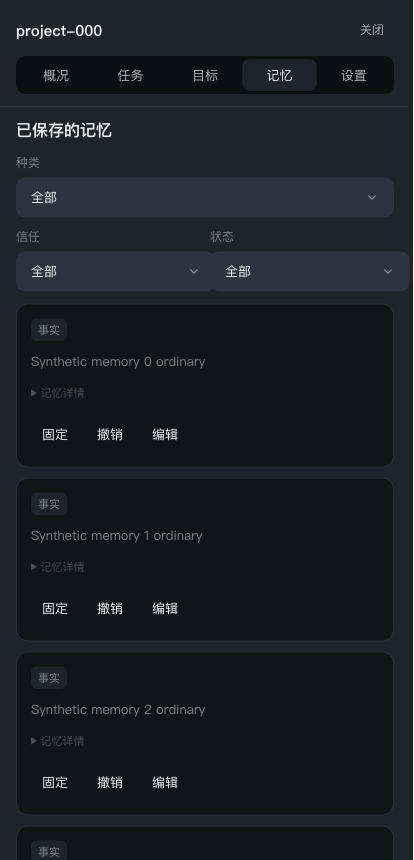 project-000 关闭
概况 任务 目标 记忆 设置
已保存的记忆
种类
全部
信任 状态
全部 全部
事实
Synthetic memory 0 ordinary
记忆详情
固定 撤销 编辑
事实
Synthetic memory 1 ordinary
记忆详情
固定 撤销 编辑
事实
Synthetic memory 2 ordinary
记忆详情
固定 撤销 编辑
事实